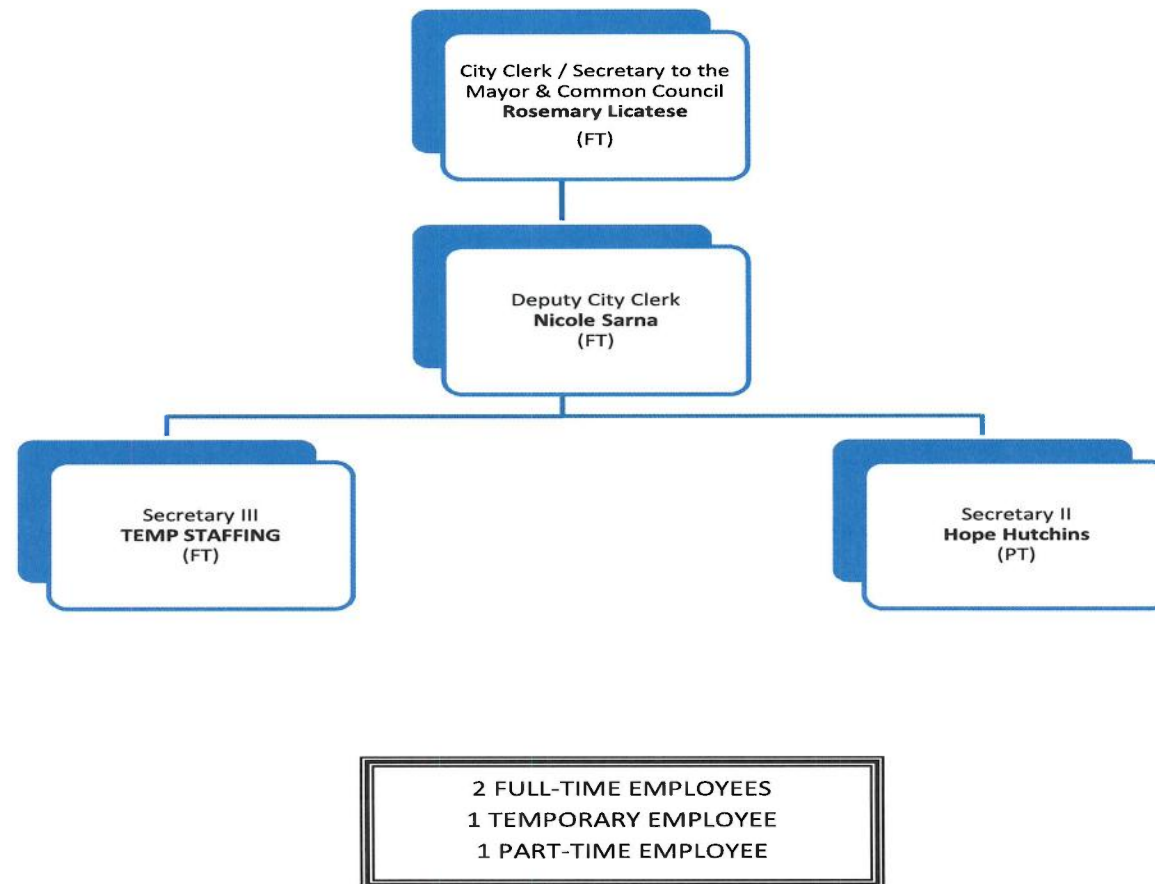 City Clerk / Secretary to the
Mayor & Common Council
Rosemary Licatese
(FT)
Deputy City Clerk
Nicole Sarna
(FT)
Secretary III
TEMP STAFFING
(FT)
Secretary II
Hope Hutchins
(PT)
2 FULL-TIME EMPLOYEES
1 TEMPORARY EMPLOYEE
1 PART-TIME EMPLOYEE